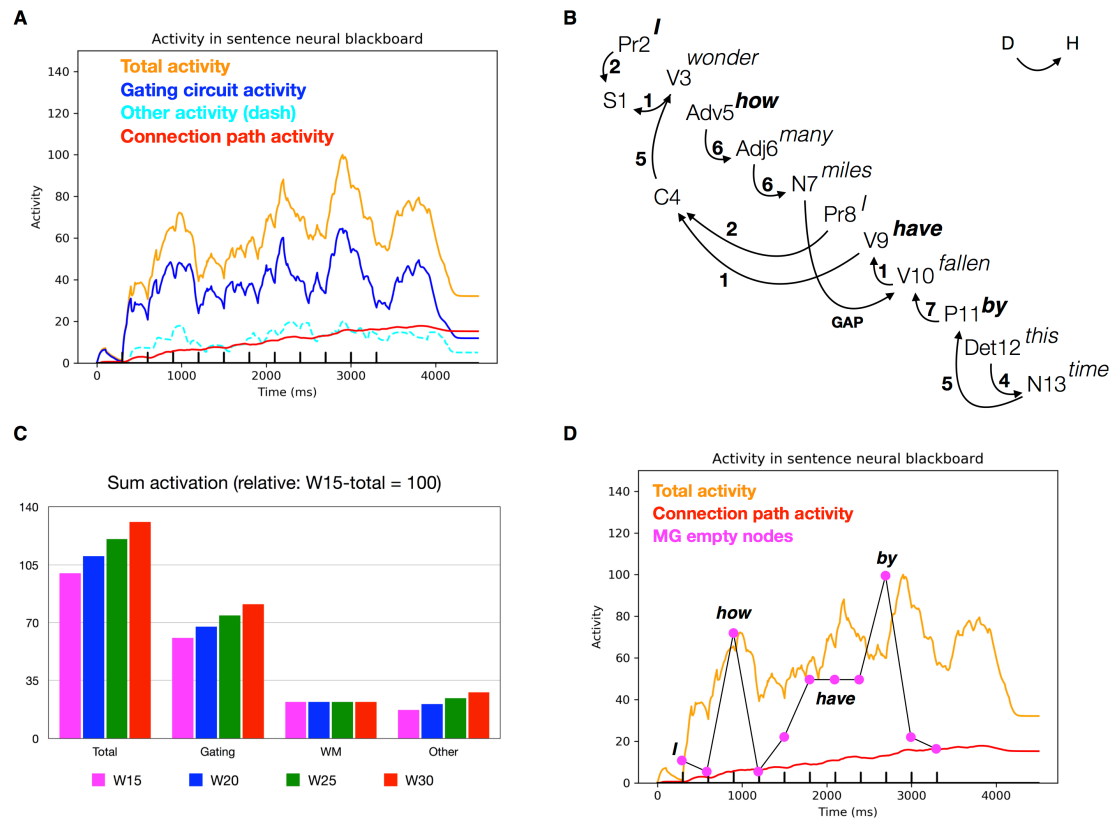 A
Activity in sentence neural blackboard
Total activity
Gating circuit activity
Other activity (dash)
Connection path activity
140
120
100
80
60
40
20
0
Activity
0 1000 2000 3000 4000
Time (ms)
B
D H
Pr2 I
2
S1 1 V3 wonder
Adv5 how
6 Adj6 many
5
6 N7 miles
C4
Pr8 I
2
V9 have
1
1 V10 fallen
GAP
7 P11 by
Det12 this
5 4 N13 time
C
Sum activation (relative: W15-total = 100)
140
105
70
35
0
Total Gating WM Other
W15 W20 W25 W30
D
Activity in sentence neural blackboard
Total activity
Connection path activity
MG empty nodes
140
120
100
80
60
40
20
0
Activity
I
how
have
by
0 1000 2000 3000 4000
Time (ms)